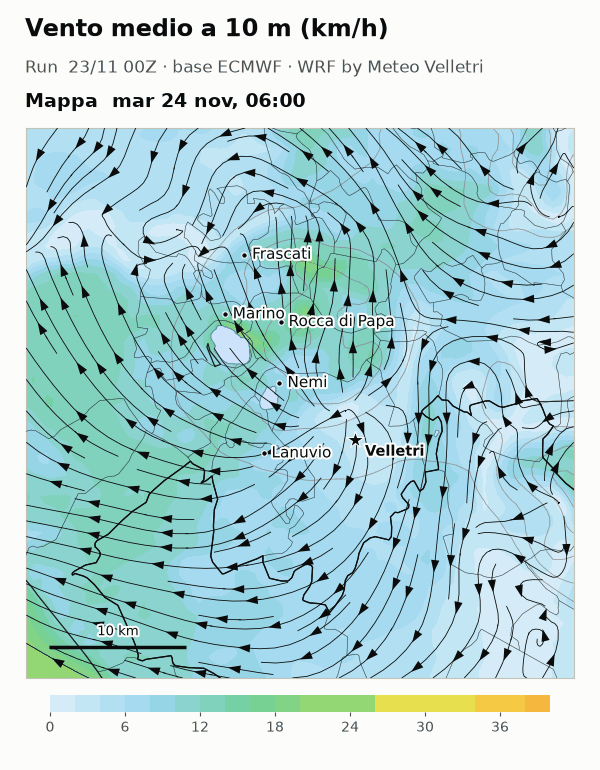 Vento medio a 10 m (km/h)
Run 23/11 00Z · base ECMWF · WRF by Meteo Velletri
Mappa mar 24 nov, 06:00
Frascati
Marino
Rocca di Papa
Nemi
Velletri
Lanuvio
10 km
0 6 12 18 24 30 36